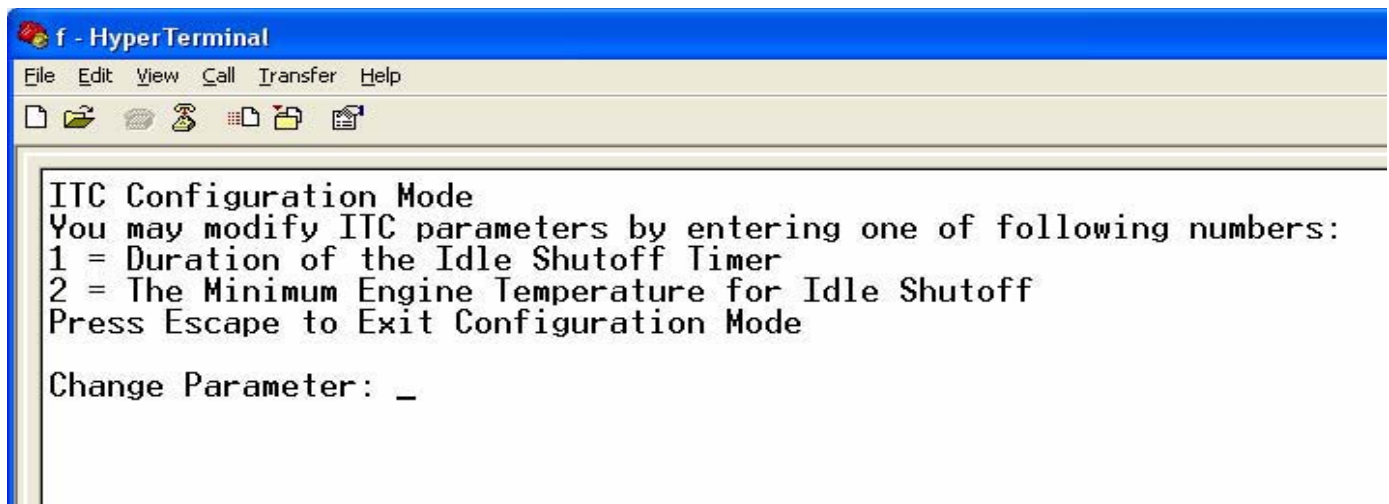 f - HyperTerminal
File Edit View Call Transfer Help
ITC Configuration Mode
You may modify ITC parameters by entering one of following numbers:
1 = Duration of the Idle Shutoff Timer
2 = The Minimum Engine Temperature for Idle Shutoff
Press Escape to Exit Configuration Mode
Change Parameter: _